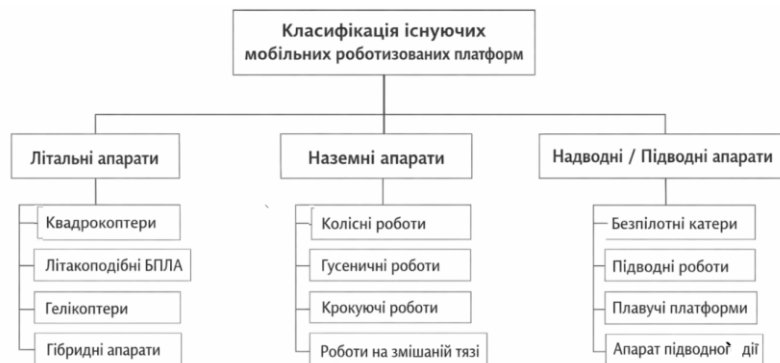 Класифікація існуючих
мобільних роботизованих платформ
Літальні апарати
Квадрокоптери
Літакоподібні БПЛА
Гелікоптери
Гібридні апарати
Наземні апарати
Колісні роботи
Гусеничні роботи
Крокуючі роботи
Роботи на змішаній тязі
Надводні / Підводні апарати
Безпілотні катери
Підводні роботи
Плавучі платформи
Апарат підводної дії